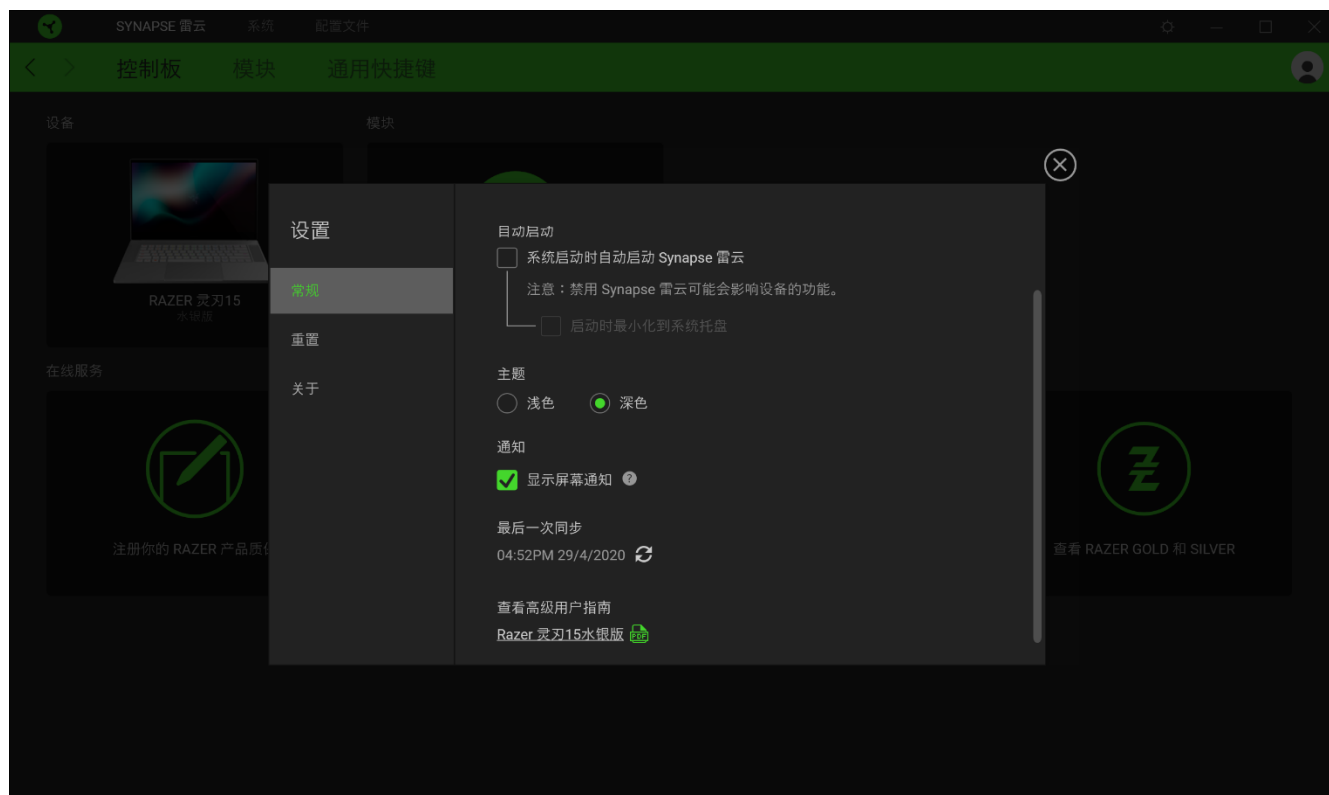 SYNAPSE 雷云 系统 配置文件
控制板 模块 通用快捷键
设备 模块
RAZER 灵刃15
水银版
在线服务
注册你的 RAZER 产品质
查看 RAZER GOLD 和 SILVER
设置
常规
重置
关于
自动启动
系统启动时自动启动 Synapse 雷云
注意：禁用 Synapse 雷云可能会影响设备的功能。
启动时最小化到系统托盘
主题
浅色 深色
通知
显示屏幕通知 ?
最后一次同步
04:52PM 29/4/2020
查看高级用户指南
Razer 灵刃15水银版 PDF